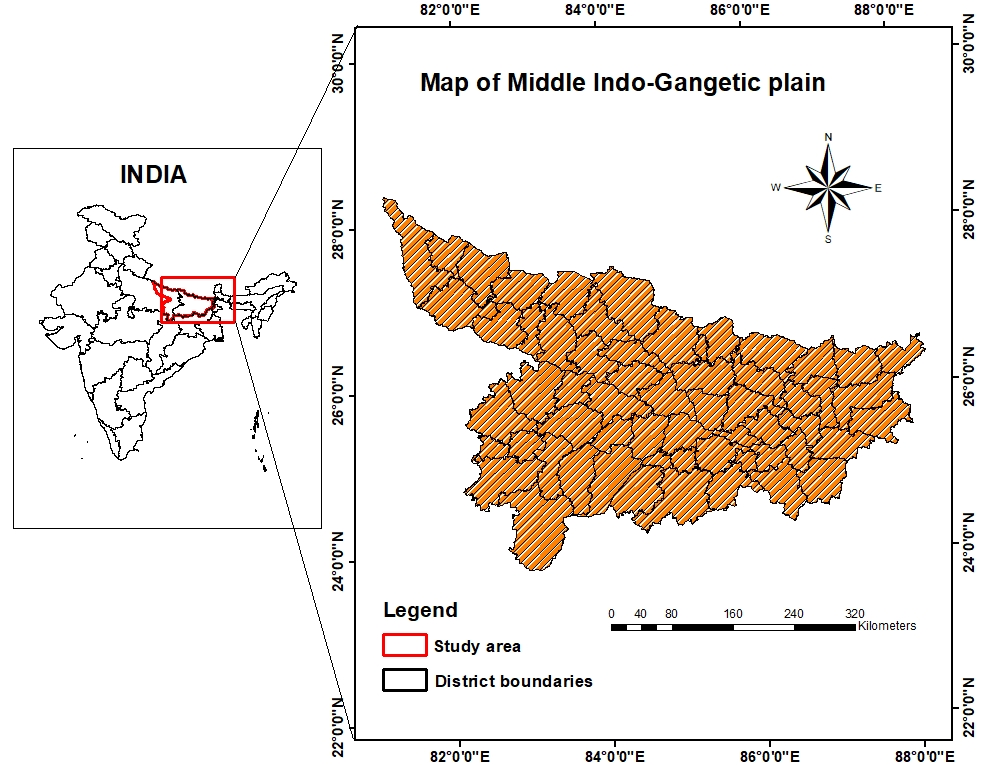 82°0'0"E 84°0'0"E 86°0'0"E 88°0'0"E
30°0'0"N
30°0'0"N
Map of Middle Indo-Gangetic plain
N
W E
S
INDIA
28°0'0"N
28°0'0"N
26°0'0"N
26°0'0"N
24°0'0"N
24°0'0"N
Legend
Study area
District boundaries
0 40 80 160 240 320
Kilometers
22°0'0"N
22°0'0"N
82°0'0"E 84°0'0"E 86°0'0"E 88°0'0"E